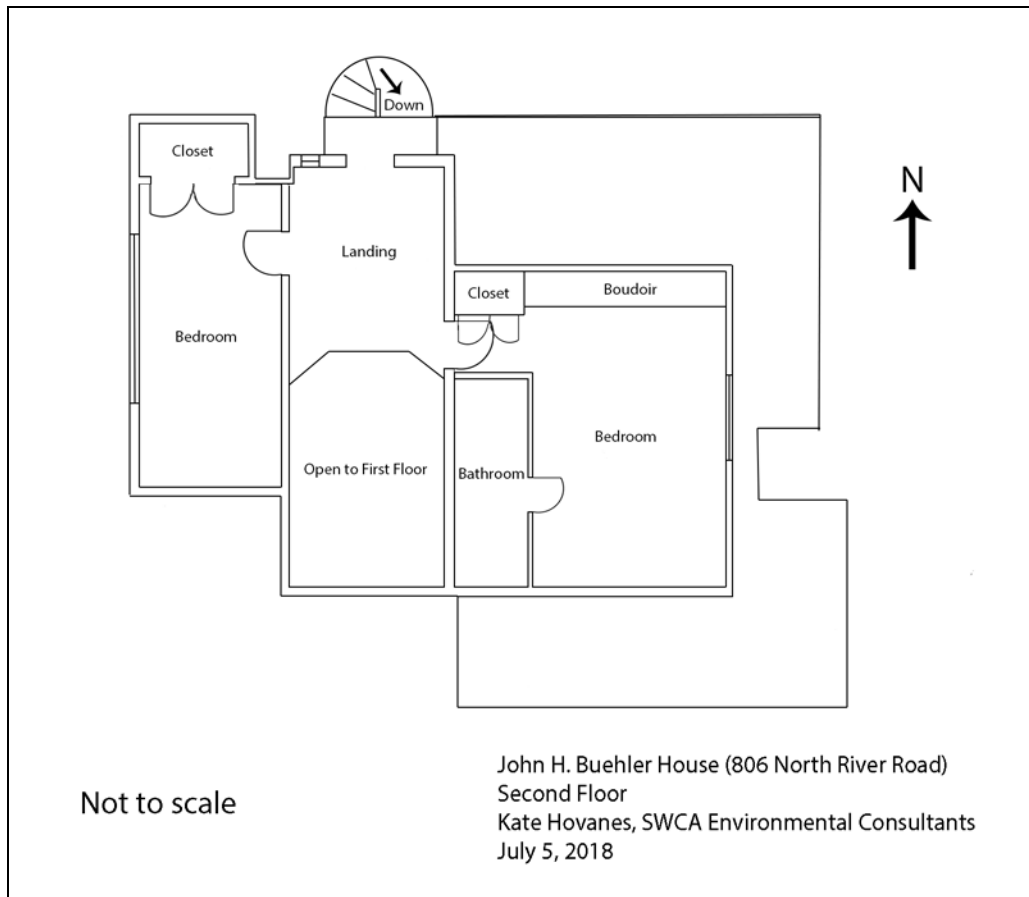 Down
Closet
N
Landing
Closet
Boudoir
Bedroom
Bedroom
Open to First Floor
Bathroom
John H. Buehler House (806 North River Road)
Not to scale
Second Floor
Kate Hovanes, SWCA Environmental Consultants
July 5, 2018